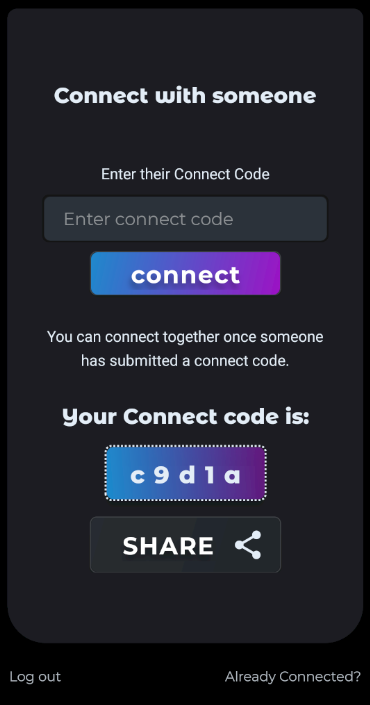 Connect with someone
Enter their Connect Code
Enter connect code
connect
You can connect together once someone
has submitted a connect code.
Your Connect code is:
c9d1a
SHARE
Log out
Already Connected?